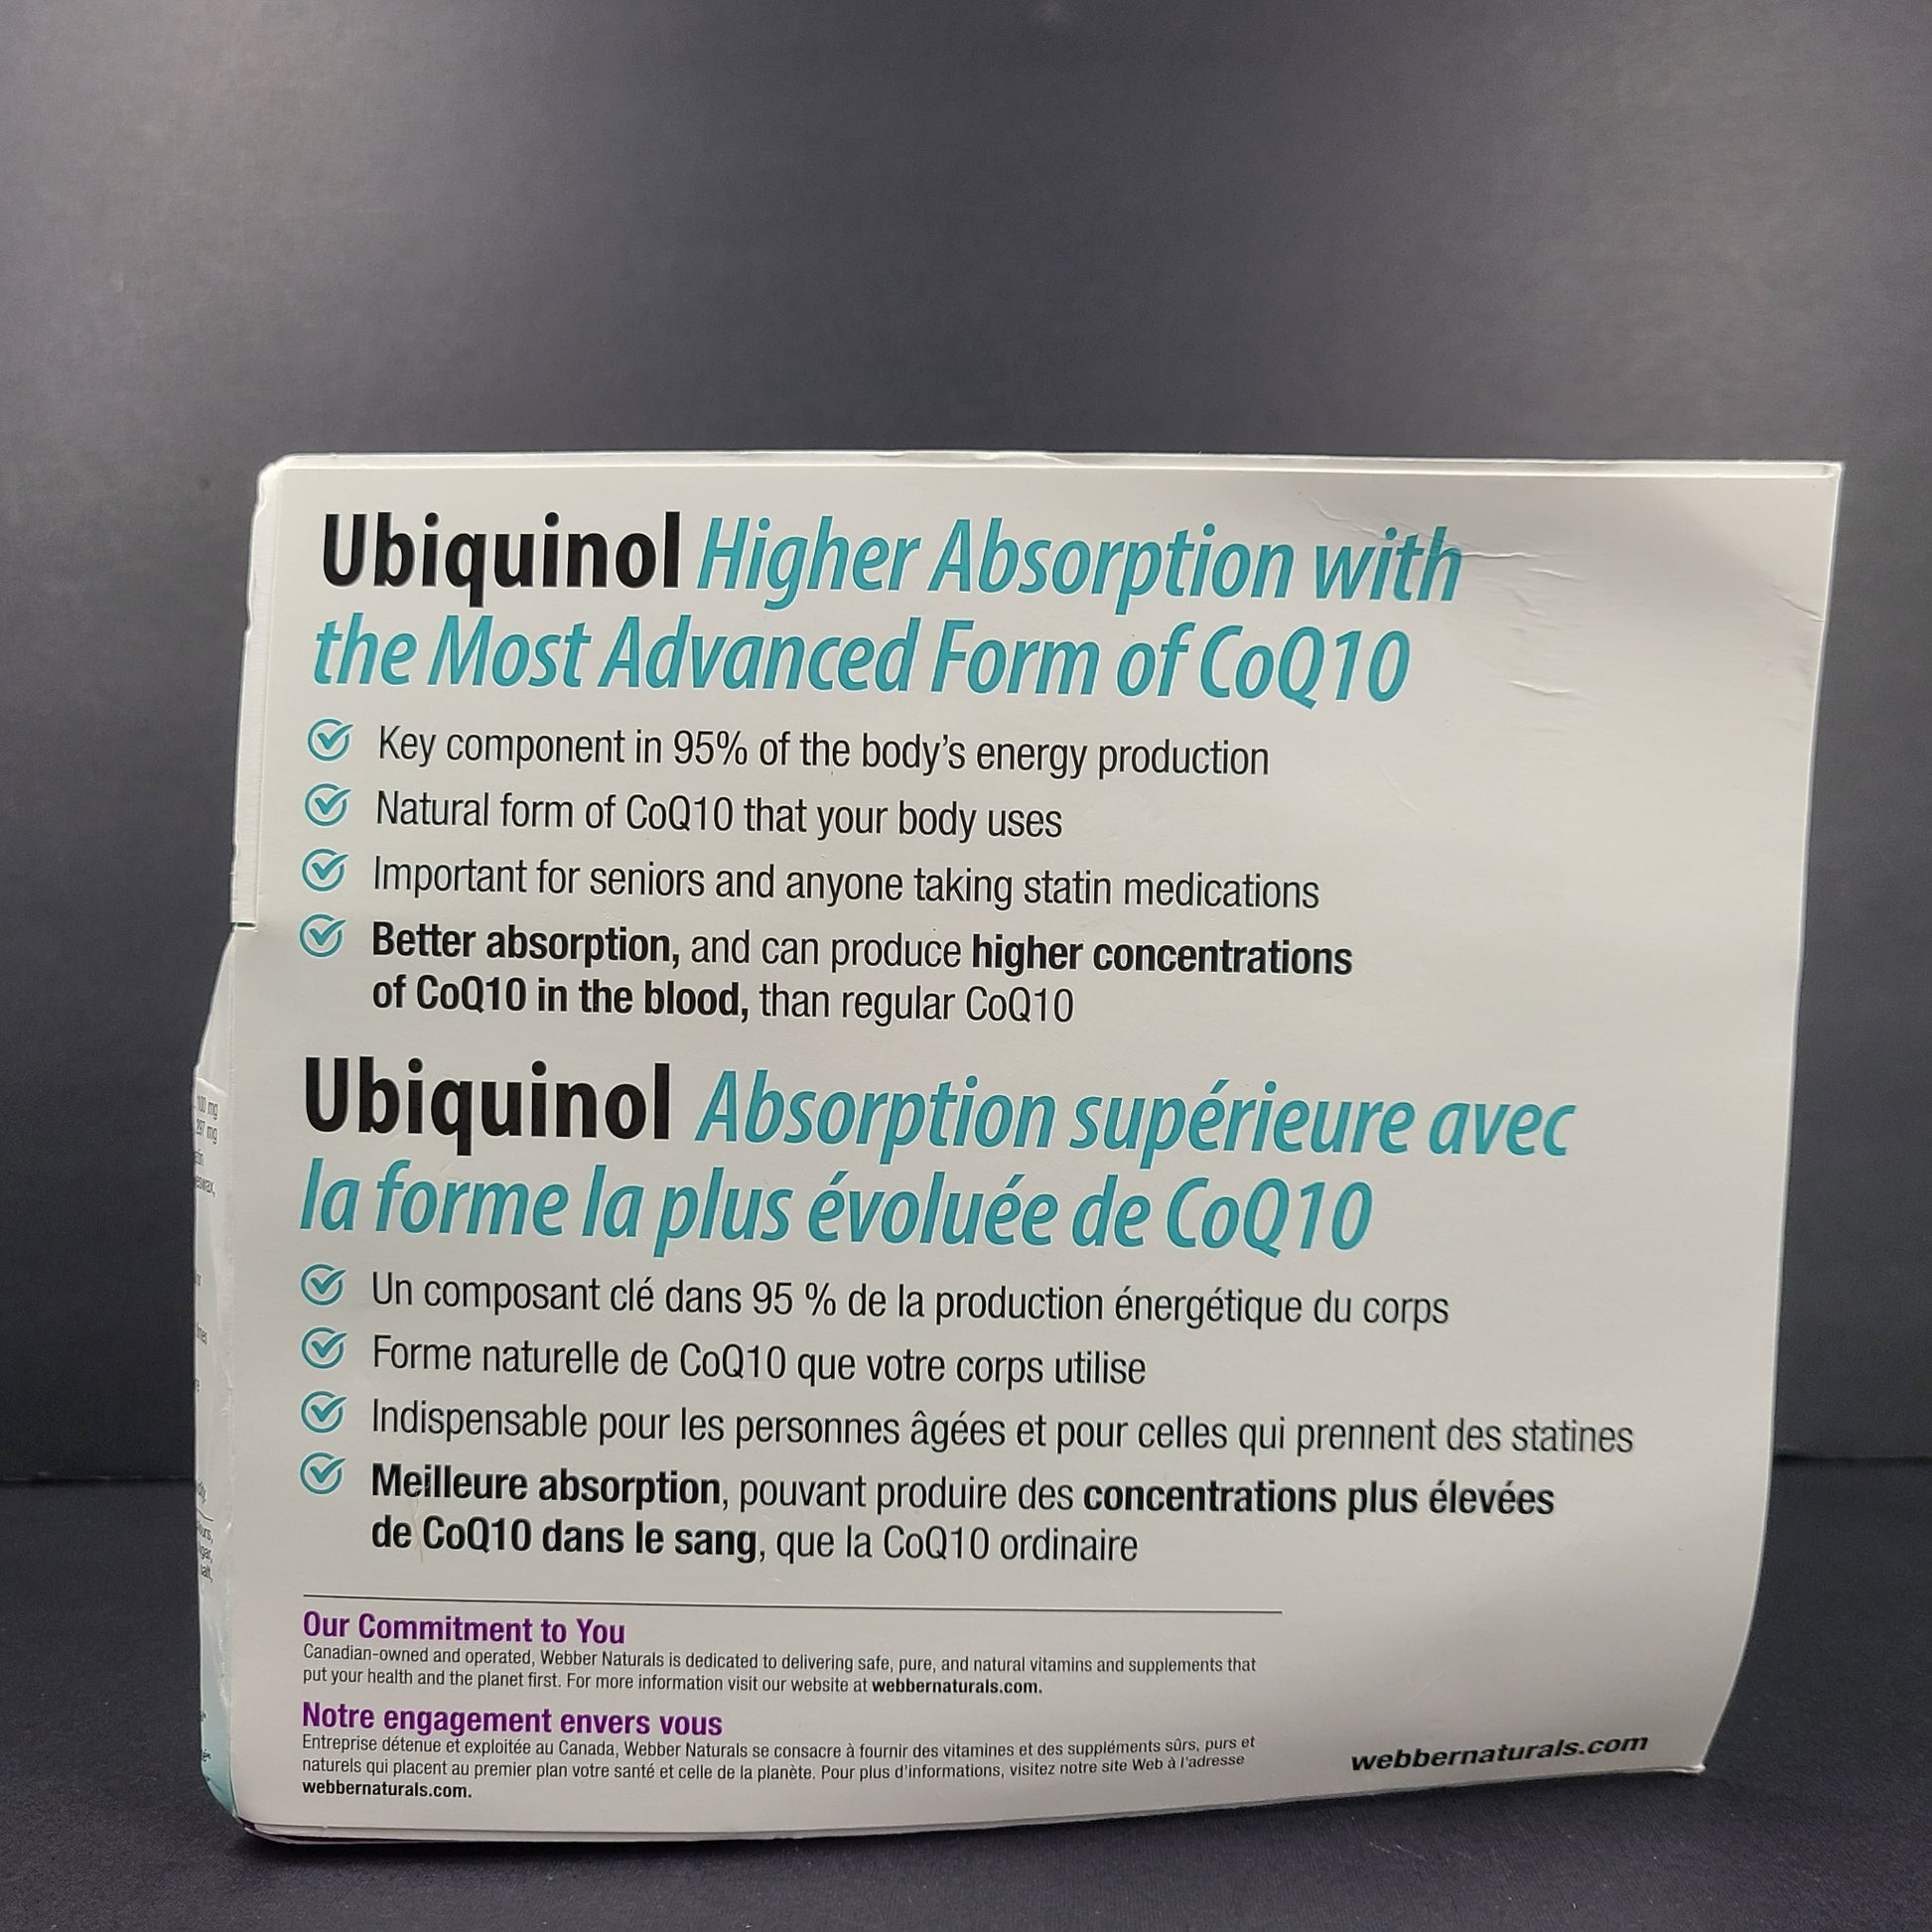 Ubiquinol Higher Absorption with
the Most Advanced Form of CoQ10
Key component in 95% of the body's energy production
Natural form of CoQ10 that your body uses
Important for seniors and anyone taking statin medications
Better absorption, and can produce higher concentrations
of CoQ10 in the blood, than regular CoQ10
Ubiquinol Absorption supérieure avec
la forme la plus évoluée de CoQ10
Un composant clé dans 95 % de la production énergétique du corps
Forme naturelle de CoQ10 que votre corps utilise
Indispensable pour les personnes âgées et pour celles qui prennent des statines
Meilleure absorption, pouvant produire des concentrations plus élevées
de CoQ10 dans le sang, que la CoQ10 ordinaire
Our Commitment to You
Canadian-owned and operated, Webber Naturals is dedicated to delivering safe, pure, and natural vitamins and supplements that
put your health and the planet first. For more information visit our website at webbernaturals.com.
Notre engagement envers vous
Entreprise détenue et exploitée au Canada, Webber Naturals se consacre à fournir des vitamines et des suppléments sûrs, purs et
naturels qui placent au premier plan votre santé et celle de la planète. Pour plus d'informations, visitez notre site Web à l'adresse
webbernaturals.com.
webbernaturals.com
100 mg
297 mg